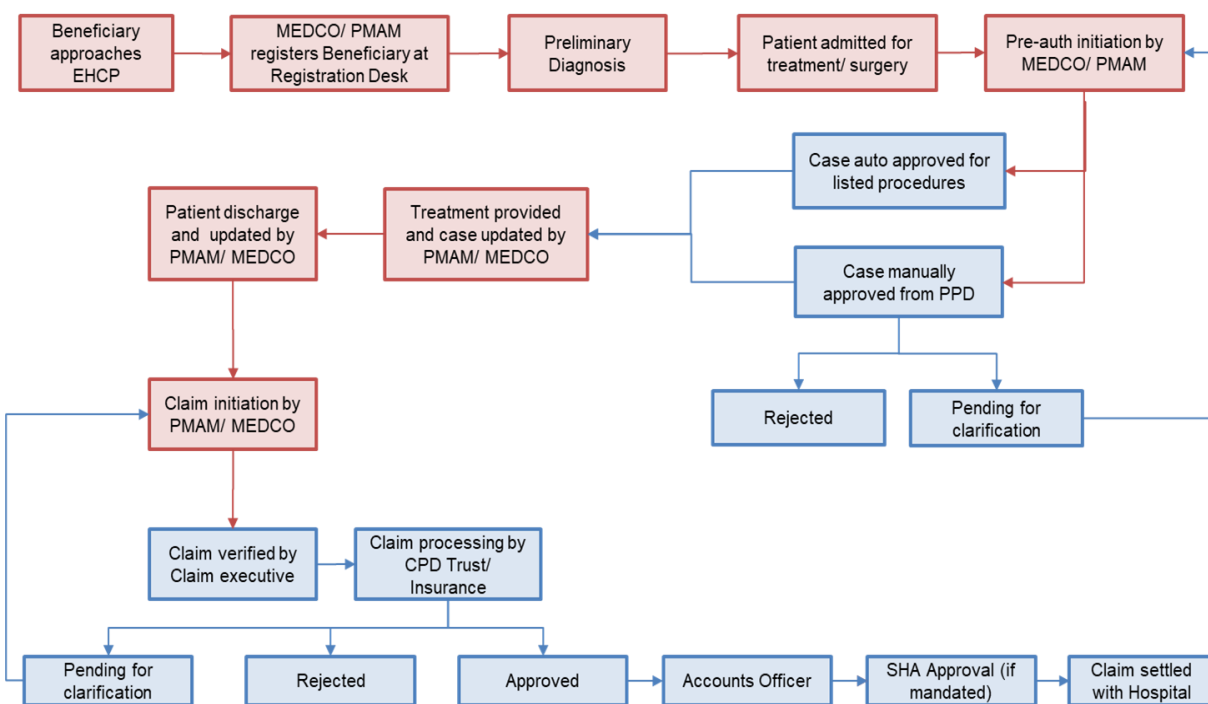 Beneficiary
approaches
EHCP
MEDCO/ PMAM
registers Beneficiary at
Registration Desk
Preliminary
Diagnosis
Patient admitted for
treatment/ surgery
Pre-auth initiation by
MEDCO/ PMAM
Case auto approved for
listed procedures
Patient discharge
and updated by
PMAM/ MEDCO
Treatment provided
and case updated by
PMAM/ MEDCO
Case manually
approved from PPD
Rejected
Pending for
clarification
Claim initiation by
PMAM/ MEDCO
Claim verified by
Claim executive
Claim processing by
CPD Trust/
Insurance
Pending for
clarification
Rejected
Approved
Accounts Officer
SHA Approval (if
mandated)
Claim settled
with Hospital